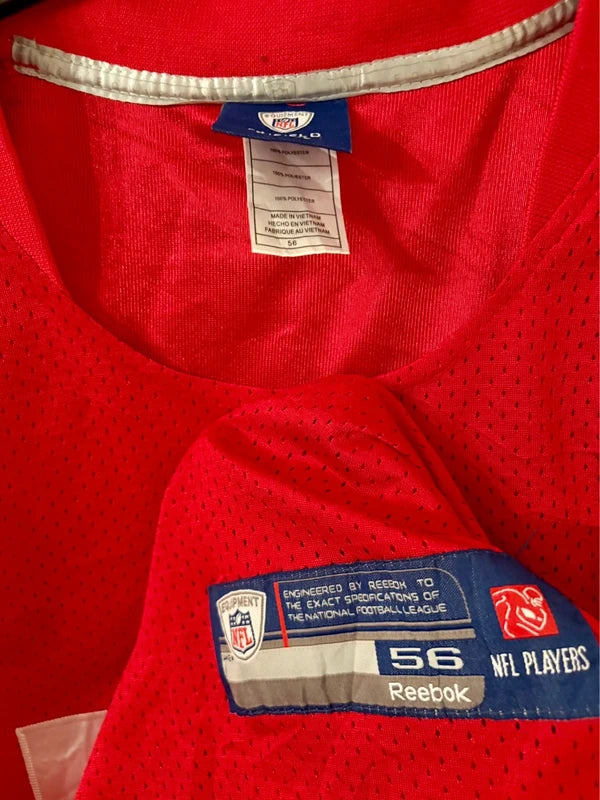 EQUIPMENT
NFL
100% POLYESTER
100% POLYESTER
100% POLYESTER
MADE IN VIETNAM
HECHO EN VIETNAM
FABRIQUE AU VIETNAM
56
EQUIPMENT
NFL
ENGINEERED BY REEBOK TO
THE EXACT SPECIFICATIONS OF
THE NATIONAL FOOTBALL LEAGUE
56
Reebok
NFL PLAYERS